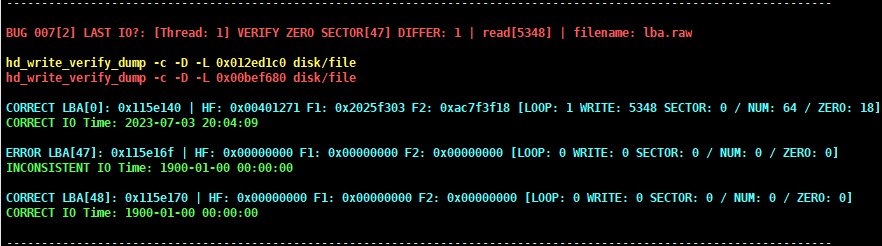 ------------------------------------------------------------------------------------------------------------------------
BUG 007[2] LAST IO?: [Thread: 1] VERIFY ZERO SECTOR[47] DIFFER: 1 | read[5348] | filename: lba.raw
hd_write_verify_dump -c -D -L 0x012ed1c0 disk/file
hd_write_verify_dump -c -D -L 0x00bef680 disk/file
CORRECT LBA[0]: 0x115e140 | HF: 0x00401271 F1: 0x2025f303 F2: 0xac7f3f18 [LOOP: 1 WRITE: 5348 SECTOR: 0 / NUM: 64 / ZERO: 18]
CORRECT IO Time: 2023-07-03 20:04:09
ERROR LBA[47]: 0x115e16f | HF: 0x00000000 F1: 0x00000000 F2: 0x00000000 [LOOP: 0 WRITE: 0 SECTOR: 0 / NUM: 0 / ZERO: 0]
INCONSISTENT IO Time: 1900-01-00 00:00:00
CORRECT LBA[48]: 0x115e170 | HF: 0x00000000 F1: 0x00000000 F2: 0x00000000 [LOOP: 0 WRITE: 0 SECTOR: 0 / NUM: 0 / ZERO: 0]
CORRECT IO Time: 1900-01-00 00:00:00
------------------------------------------------------------------------------------------------------------------------